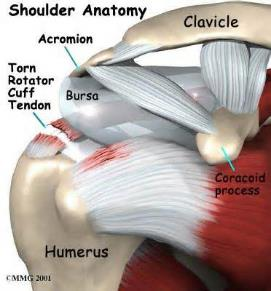 Shoulder Anatomy
Clavicle
Acromion
Torn
Rotator
Cuff
Tendon
Bursa
Coracoid
process
Humerus
©MMG 2001